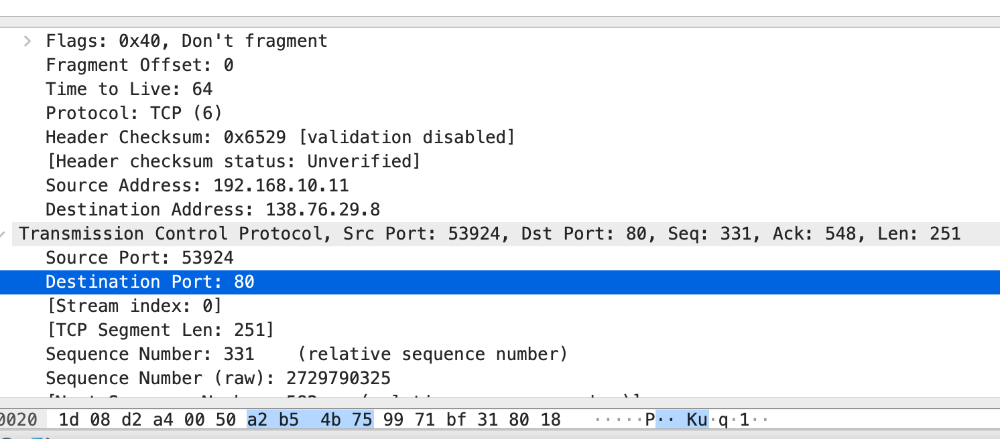 Flags: 0x40, Don't fragment
Fragment Offset: 0
Time to Live: 64
Protocol: TCP (6)
Header Checksum: 0x6529 [validation disabled]
[Header checksum status: Unverified]
Source Address: 192.168.10.11
Destination Address: 138.76.29.8
Transmission Control Protocol, Src Port: 53924, Dst Port: 80, Seq: 331, Ack: 548, Len: 251
Source Port: 53924
Destination Port: 80
[Stream index: 0]
[TCP Segment Len: 251]
Sequence Number: 331    (relative sequence number)
Sequence Number (raw): 2729790325
0020  1d 08 d2 a4 00 50 a2 b5  4b 75 99 71 bf 31 80 18   ·····P·· Ku·q·1··